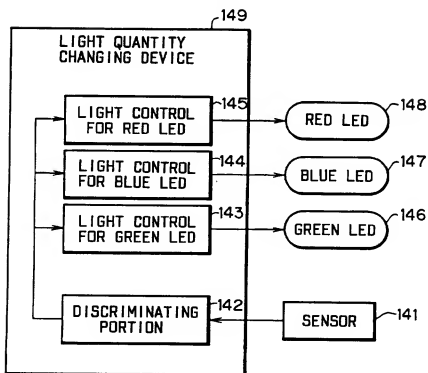 149
LIGHT QUANTITY
CHANGING DEVICE
145
LIGHT CONTROL
FOR RED LED
148
RED LED
144
LIGHT CONTROL
FOR BLUE LED
147
BLUE LED
143
LIGHT CONTROL
FOR GREEN LED
146
GREEN LED
142
DISCRIMINATING
PORTION
SENSOR
141